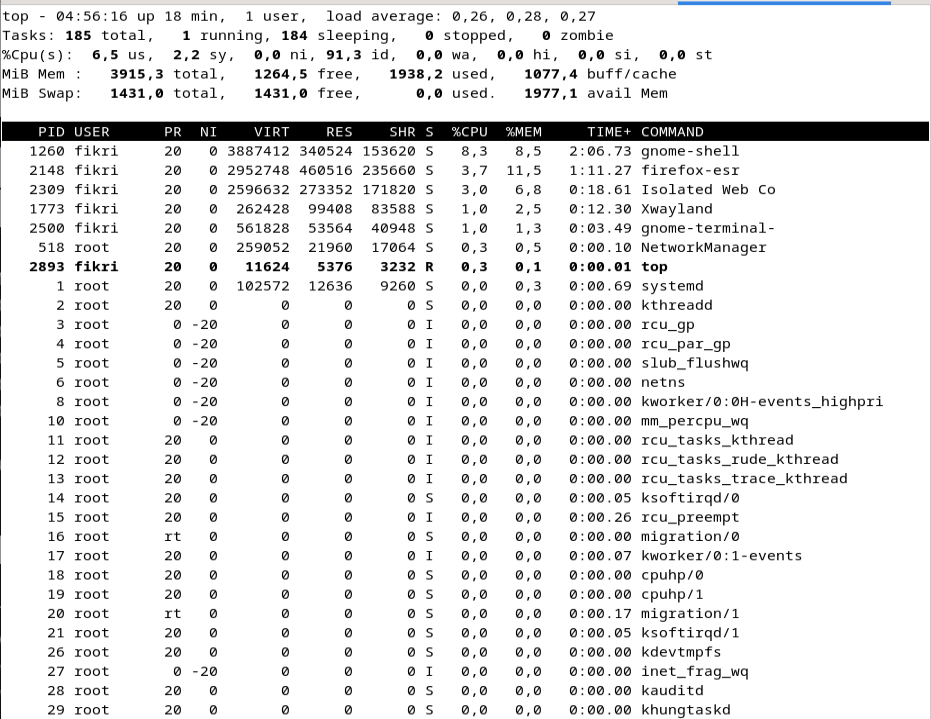 top - 04:56:16 up 18 min,  1 user,  load average: 0,26, 0,28, 0,27
Tasks: 185 total,   1 running, 184 sleeping,   0 stopped,   0 zombie
%Cpu(s):  6,5 us,  2,2 sy,  0,0 ni, 91,3 id,  0,0 wa,  0,0 hi,  0,0 si,  0,0 st
MiB Mem :   3915,3 total,   1264,5 free,   1938,2 used,   1077,4 buff/cache
MiB Swap:   1431,0 total,   1431,0 free,      0,0 used.   1977,1 avail Mem
PID USER      PR  NI    VIRT    RES    SHR S  %CPU  %MEM     TIME+ COMMAND
1260 fikri     20   0 3887412 340524 153620 S   8,3   8,5   2:06.73 gnome-shell
2148 fikri     20   0 2952748 460516 235660 S   3,7  11,5   1:11.27 firefox-esr
2309 fikri     20   0 2596632 273352 171820 S   3,0   6,8   0:18.61 Isolated Web Co
1773 fikri     20   0  262428  99408  83588 S   1,0   2,5   0:12.30 Xwayland
2500 fikri     20   0  561828  53564  40948 S   1,0   1,3   0:03.49 gnome-terminal-
518 root      20   0  259052  21960  17064 S   0,3   0,5   0:00.10 NetworkManager
2893 fikri     20   0   11624   5376   3232 R   0,3   0,1   0:00.01 top
1 root      20   0  102572  12636   9260 S   0,0   0,3   0:00.69 systemd
2 root      20   0       0      0      0 S   0,0   0,0   0:00.00 kthreadd
3 root       0 -20       0      0      0 I   0,0   0,0   0:00.00 rcu_gp
4 root       0 -20       0      0      0 I   0,0   0,0   0:00.00 rcu_par_gp
5 root       0 -20       0      0      0 I   0,0   0,0   0:00.00 slub_flushwq
6 root       0 -20       0      0      0 I   0,0   0,0   0:00.00 netns
8 root       0 -20       0      0      0 I   0,0   0,0   0:00.00 kworker/0:0H-events_highpri
10 root       0 -20       0      0      0 I   0,0   0,0   0:00.00 mm_percpu_wq
11 root      20   0       0      0      0 I   0,0   0,0   0:00.00 rcu_tasks_kthread
12 root      20   0       0      0      0 I   0,0   0,0   0:00.00 rcu_tasks_rude_kthread
13 root      20   0       0      0      0 I   0,0   0,0   0:00.00 rcu_tasks_trace_kthread
14 root      20   0       0      0      0 S   0,0   0,0   0:00.05 ksoftirqd/0
15 root      20   0       0      0      0 I   0,0   0,0   0:00.26 rcu_preempt
16 root      rt   0       0      0      0 S   0,0   0,0   0:00.00 migration/0
17 root      20   0       0      0      0 I   0,0   0,0   0:00.07 kworker/0:1-events
18 root      20   0       0      0      0 S   0,0   0,0   0:00.00 cpuhp/0
19 root      20   0       0      0      0 S   0,0   0,0   0:00.00 cpuhp/1
20 root      rt   0       0      0      0 S   0,0   0,0   0:00.17 migration/1
21 root      20   0       0      0      0 S   0,0   0,0   0:00.05 ksoftirqd/1
26 root      20   0       0      0      0 S   0,0   0,0   0:00.00 kdevtmpfs
27 root       0 -20       0      0      0 I   0,0   0,0   0:00.00 inet_frag_wq
28 root      20   0       0      0      0 S   0,0   0,0   0:00.00 kauditd
29 root      20   0       0      0      0 S   0,0   0,0   0:00.00 khungtaskd